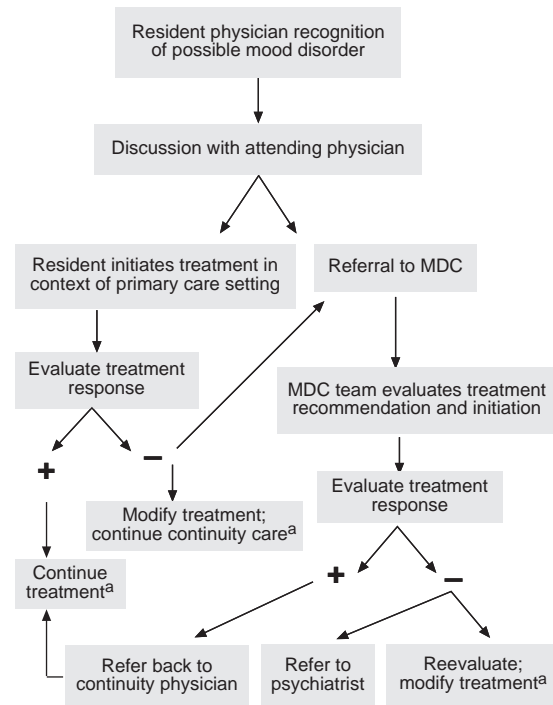 Resident physician recognition
of possible mood disorder
Discussion with attending physician
Resident initiates treatment in
context of primary care setting
Referral to MDC
Evaluate treatment
response
MDC team evaluates treatment
recommendation and initiation
+
–
Evaluate treatment
response
Modify treatment;
continue continuity careᵃ
Continue
treatmentᵃ
+
–
Refer back to
continuity physician
Refer to
psychiatrist
Reevaluate;
modify treatmentᵃ